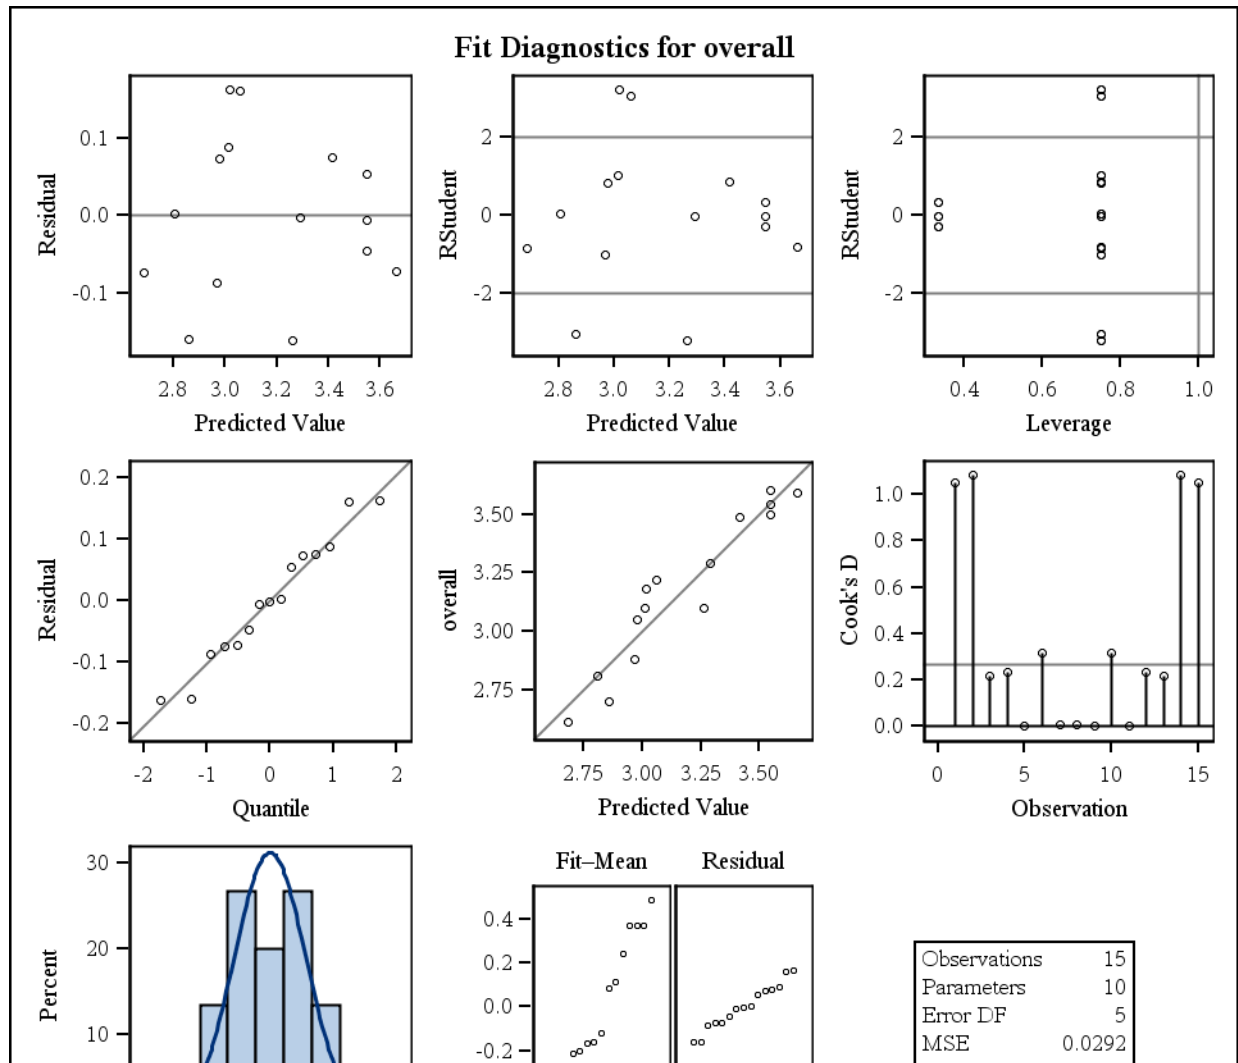 Fit Diagnostics for overall
Residual
0.1
0.0
-0.1
2.8 3.0 3.2 3.4 3.6
Predicted Value
RStudent
2
0
-2
2.8 3.0 3.2 3.4 3.6
Predicted Value
RStudent
2
0
-2
0.4 0.6 0.8 1.0
Leverage
Residual
0.2
0.1
0.0
-0.1
-0.2
-2 -1 0 1 2
Quantile
overall
3.50
3.25
3.00
2.75
2.75 3.00 3.25 3.50
Predicted Value
Cook's D
1.0
0.8
0.6
0.4
0.2
0.0
0 5 10 15
Observation
Percent
30
20
10
Fit–Mean Residual
0.4
0.2
0.0
-0.2
Observations 15
Parameters 10
Error DF 5
MSE 0.0292